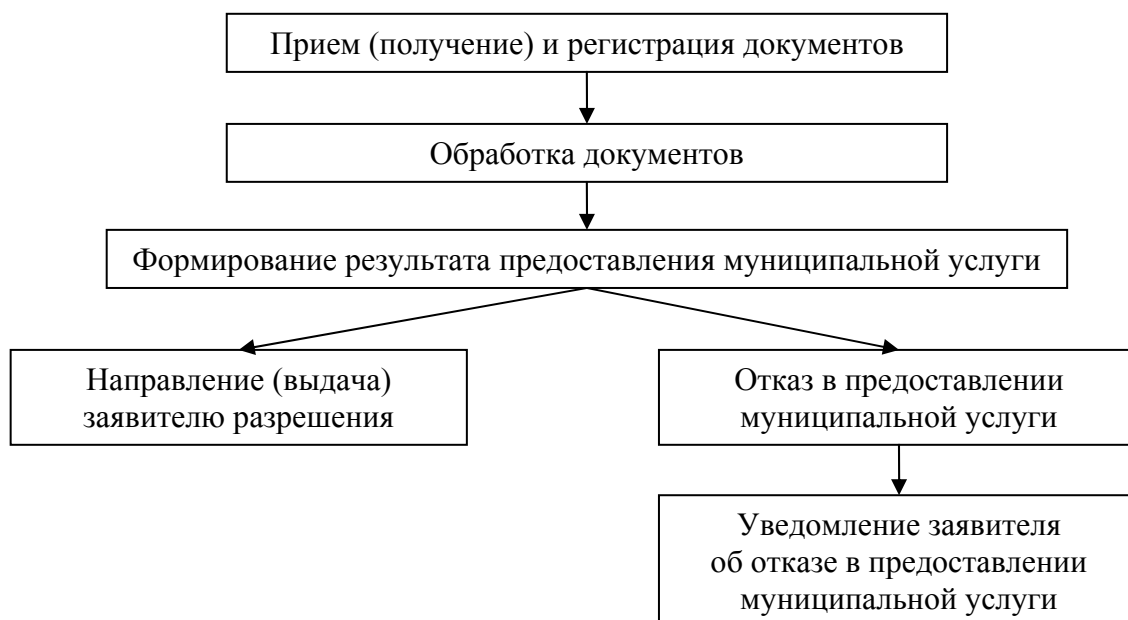 Прием (получение) и регистрация документов
Обработка документов
Формирование результата предоставления муниципальной услуги
Направление (выдача)
заявителю разрешения
Отказ в предоставлении
муниципальной услуги
Уведомление заявителя
об отказе в предоставлении
муниципальной услуги